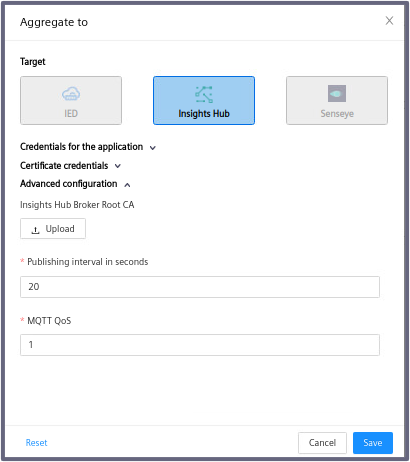 Aggregate to
Target
IED
Insights Hub
Senseye
Credentials for the application
Certificate credentials
Advanced configuration
Insights Hub Broker Root CA
Upload
* Publishing interval in seconds
20
* MQTT QoS
1
Reset
Cancel
Save